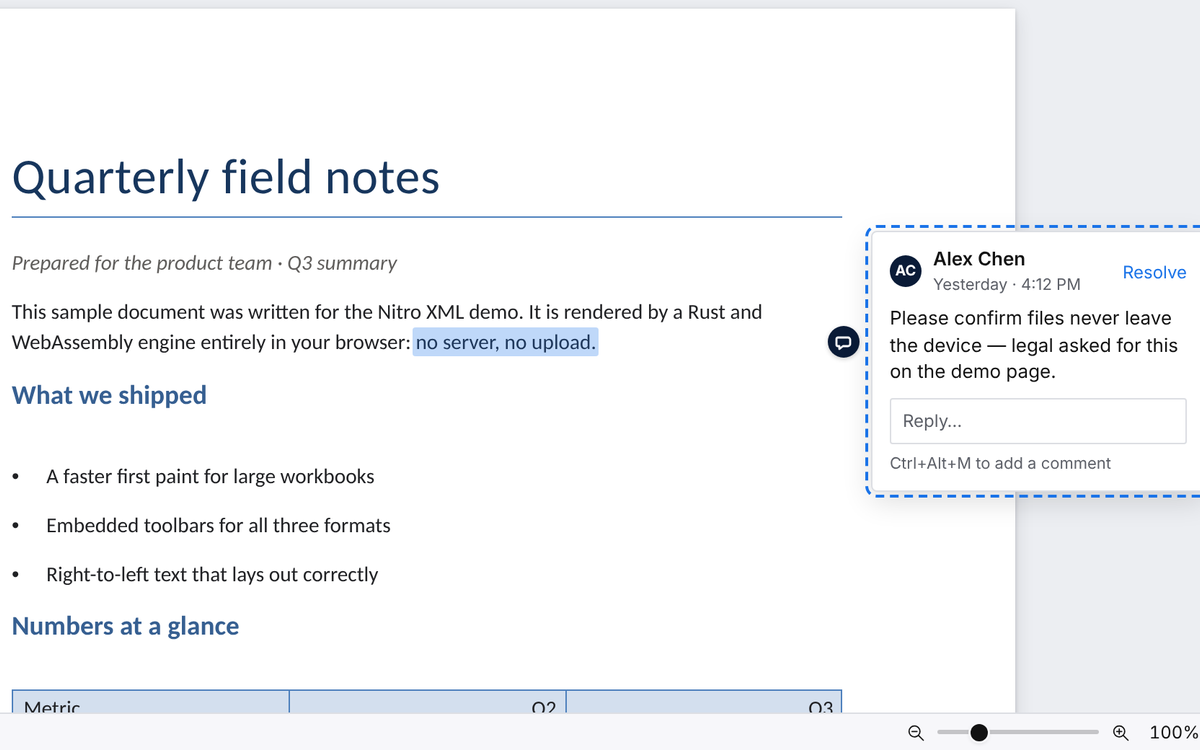 Quarterly field notes
Prepared for the product team · Q3 summary
This sample document was written for the Nitro XML demo. It is rendered by a Rust and
WebAssembly engine entirely in your browser: no server, no upload.
What we shipped
• A faster first paint for large workbooks
• Embedded toolbars for all three formats
• Right-to-left text that lays out correctly
Numbers at a glance
Metric Q2 Q3
AC Alex Chen
Yesterday · 4:12 PM
Resolve
Please confirm files never leave
the device — legal asked for this
on the demo page.
Reply...
Ctrl+Alt+M to add a comment
100%